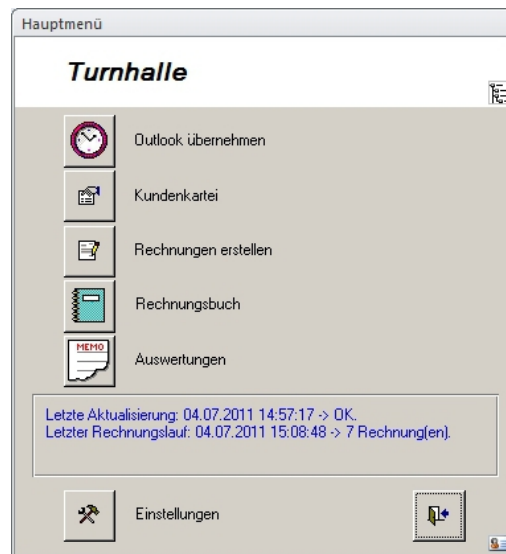 Hauptmenü
Turnhalle
Outlook übernehmen
Kundenkartei
Rechnungen erstellen
Rechnungsbuch
MEMO
Auswertungen
Letzte Aktualisierung: 04.07.2011 14:57:17 -> OK.
Letzter Rechnungslauf: 04.07.2011 15:08:48 -> 7 Rechnung(en).
Einstellungen